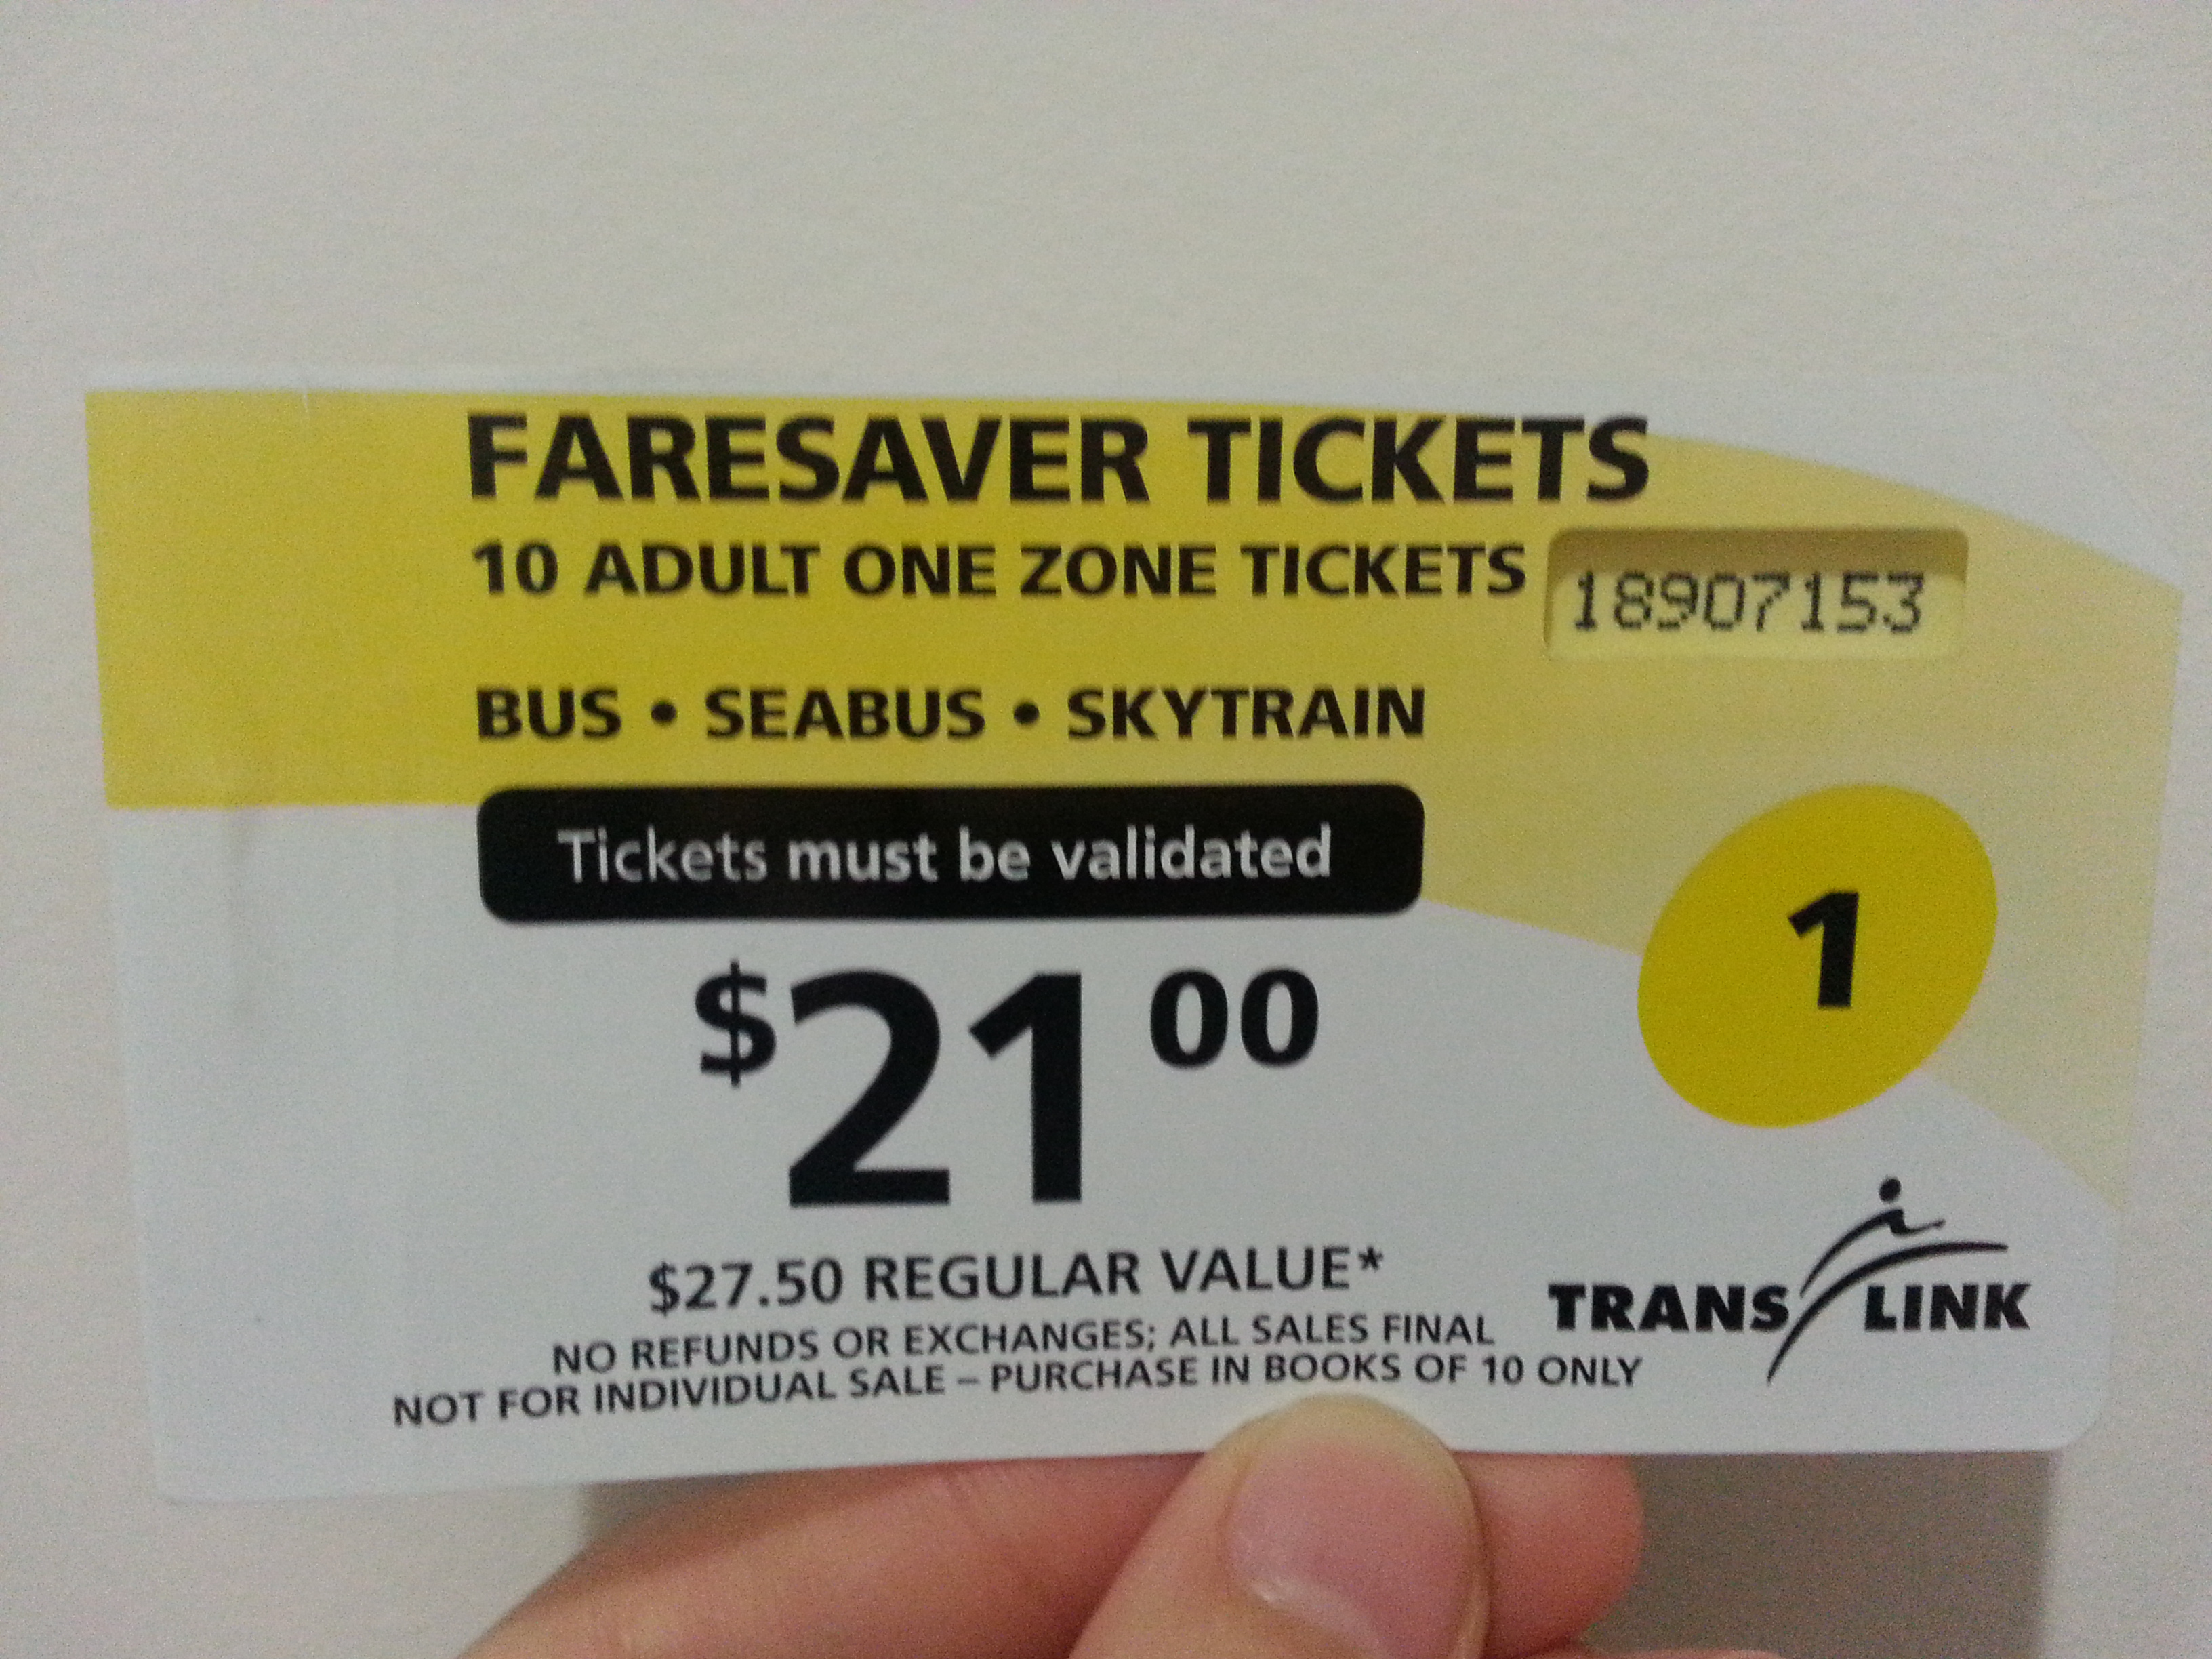 FARESAVER TICKETS
10 ADULT ONE ZONE TICKETS 18907153
BUS • SEABUS • SKYTRAIN
Tickets must be validated
$21 00
1
$27.50 REGULAR VALUE*
NO REFUNDS OR EXCHANGES; ALL SALES FINAL
NOT FOR INDIVIDUAL SALE – PURCHASE IN BOOKS OF 10 ONLY
TRANS LINK